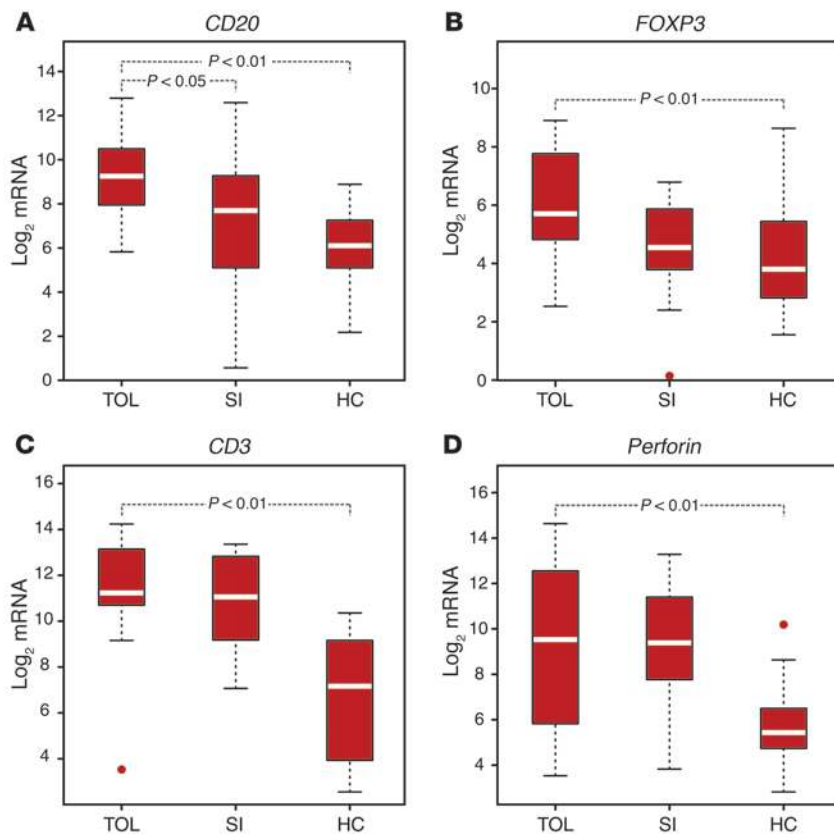 A
CD20
Log2 mRNA
14
12
10
8
6
4
2
0
P < 0.01
P < 0.05
TOL
SI
HC
B
FOXP3
10
8
6
4
2
0
P < 0.01
TOL
SI
HC
C
CD3
Log2 mRNA
16
14
12
10
8
6
4
P < 0.01
TOL
SI
HC
D
Perforin
Log2 mRNA
16
14
12
10
8
6
4
P < 0.01
TOL
SI
HC